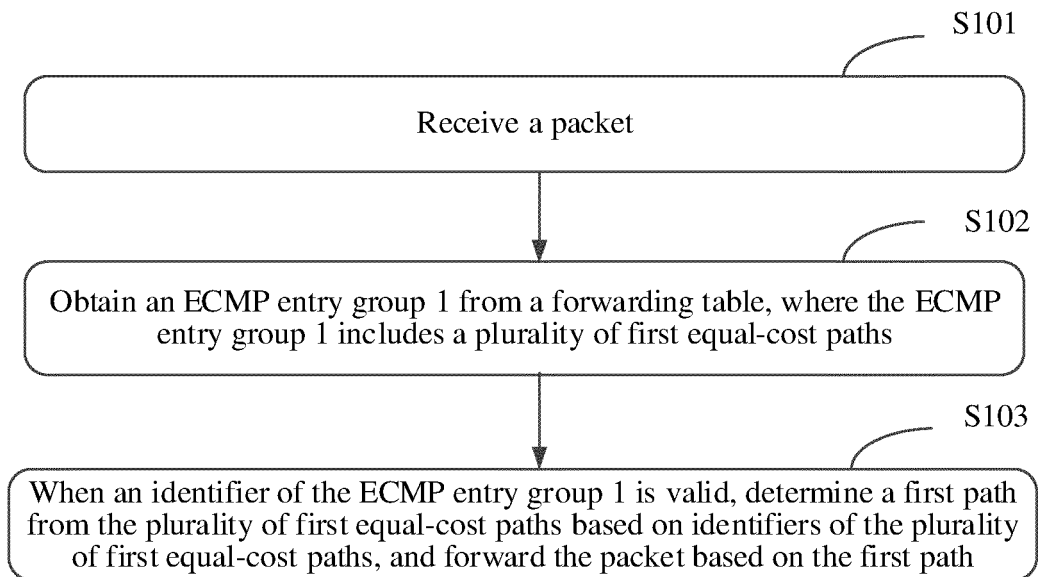 S101
Receive a packet
S102
Obtain an ECMP entry group 1 from a forwarding table, where the ECMP
entry group 1 includes a plurality of first equal-cost paths
S103
When an identifier of the ECMP entry group 1 is valid, determine a first path
from the plurality of first equal-cost paths based on identifiers of the plurality
of first equal-cost paths, and forward the packet based on the first path